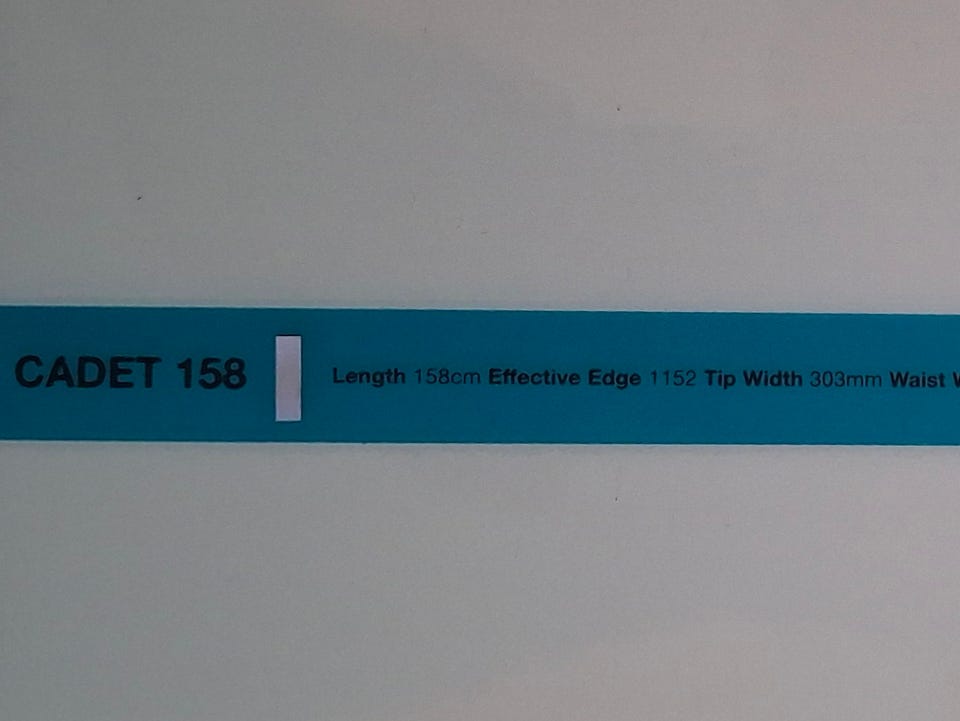 CADET 158 Length 158cm Effective Edge 1152 Tip Width 303mm Waist